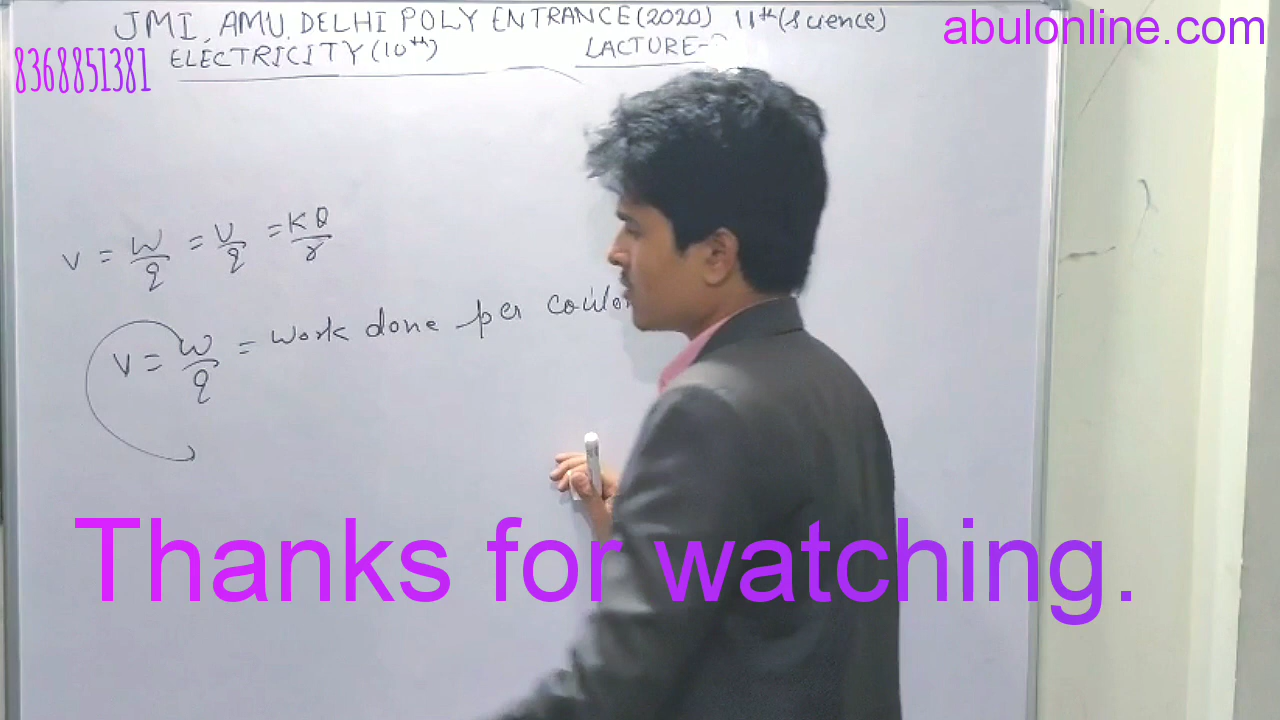 JMI, AMU, DELHI POLY ENTRANCE(2020) 11th(science)
abulonline.com
8368851381
ELECTRICITY(10th)
LACTURE-
V = W/q = U/q = KQ/r
V = W/q = work done per
Thanks for watching.